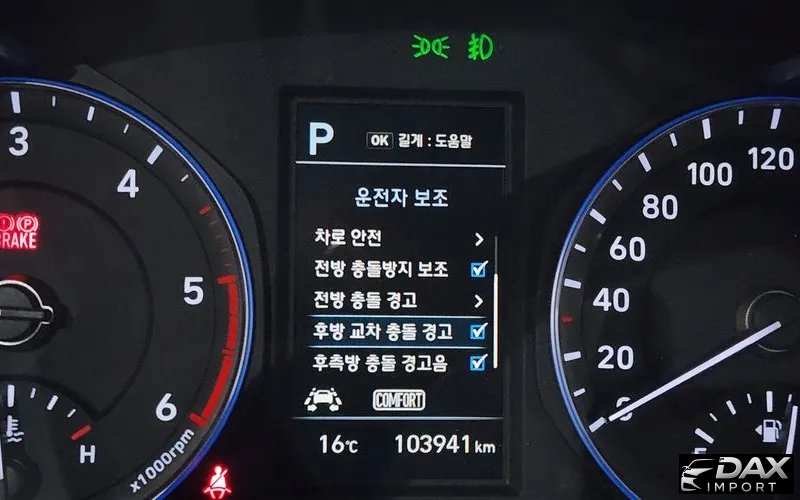 P OK 길게 : 도움말
운전자 보조
차로 안전
전방 충돌방지 보조
전방 충돌 경고
후방 교차 충돌 경고
후측방 충돌 경고음
COMFORT
16℃ 103941 km
3
4
5
6
x1000rpm
BRAKE
H
120
100
80
60
40
20
0
DAX
IMPORT